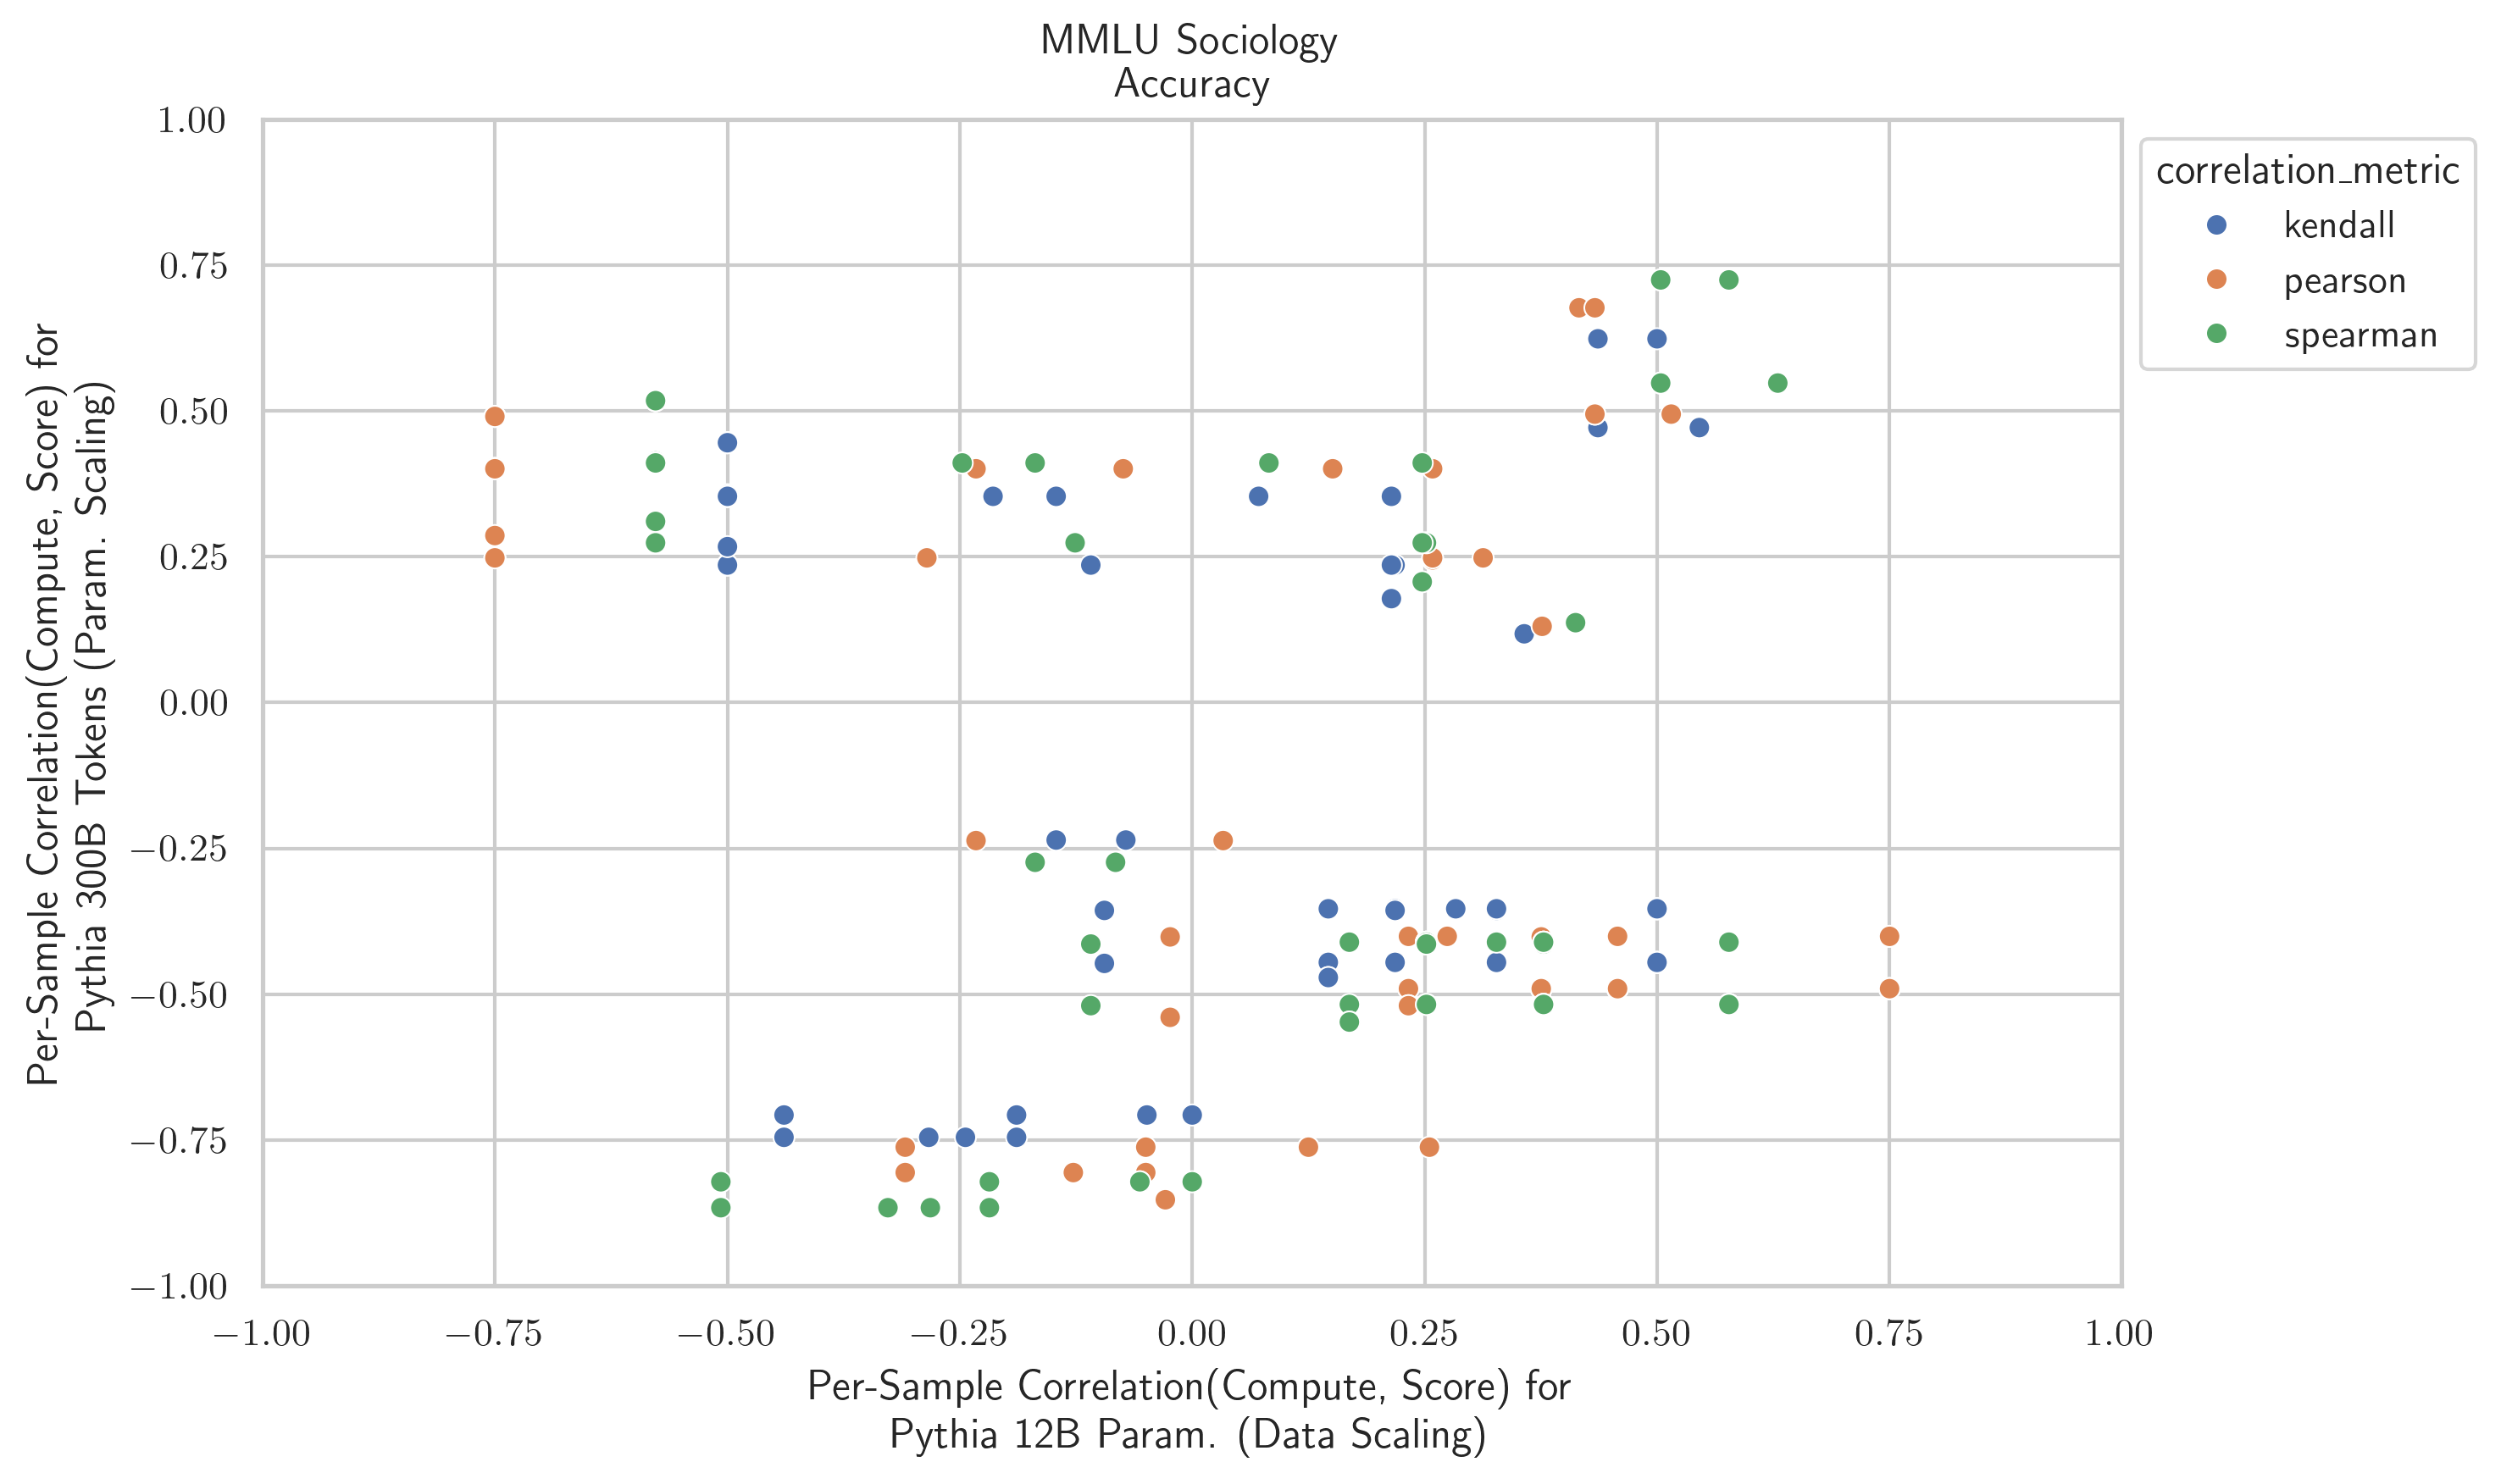 MMLU Sociology
Accuracy
Per-Sample Correlation(Compute, Score) for
Pythia 300B Tokens (Param. Scaling)
1.00
0.75
0.50
0.25
0.00
−0.25
−0.50
−0.75
−1.00
correlation_metric
kendall
pearson
spearman
−1.00
−0.75
−0.50
−0.25
0.00
0.25
0.50
0.75
1.00
Per-Sample Correlation(Compute, Score) for
Pythia 12B Param. (Data Scaling)